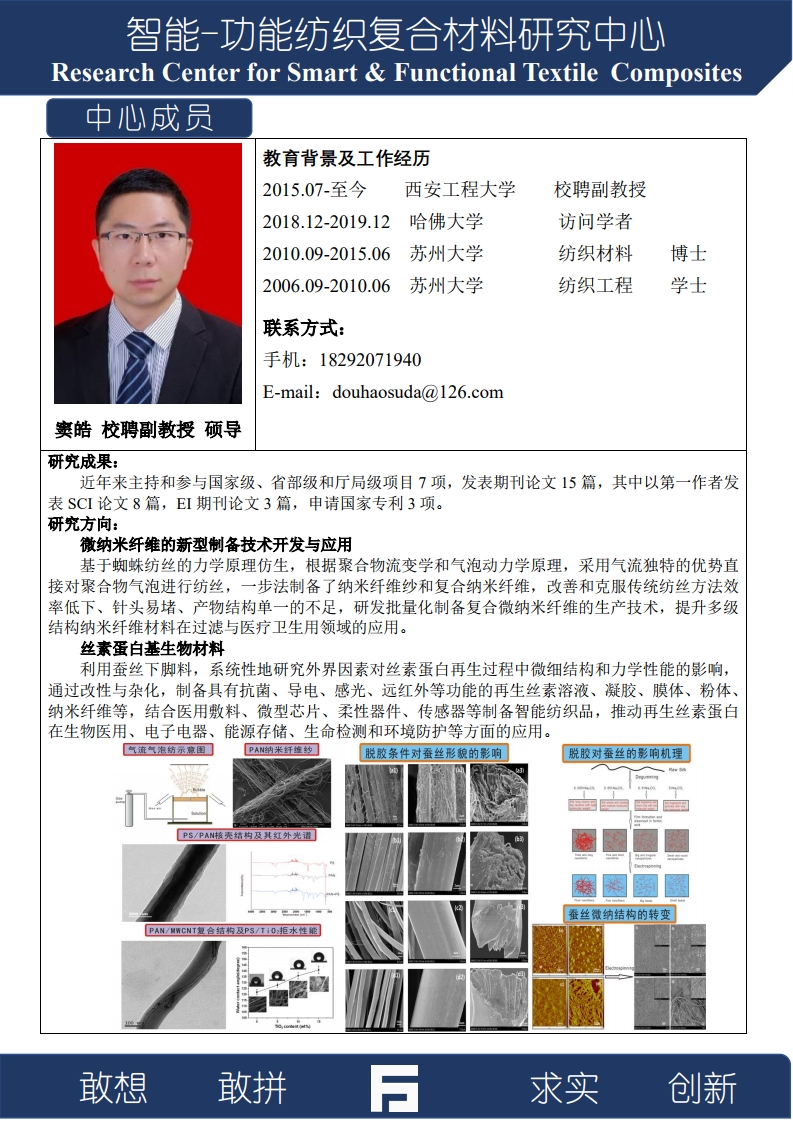 智能-功能纺织复合材料研究中心
Research Center for Smart & Functional Textile Composites
中心成员
教育背景及工作经历
2015.07-至今 西安工程大学 校聘副教授
2018.12-2019.12 哈佛大学 访问学者
2010.09-2015.06 苏州大学 纺织材料 博士
2006.09-2010.06 苏州大学 纺织工程 学士
联系方式：
手机：18292071940
E-mail：douhaosuda@126.com
窦皓 校聘副教授 硕导
研究成果：
近年来主持和参与国家级、省部级和厅局级项目 7 项，发表期刊论文 15 篇，其中以第一作者发
表 SCI 论文 8 篇，EI 期刊论文 3 篇，申请国家专利 3 项。
研究方向：
微纳米纤维的新型制备技术开发与应用
基于蜘蛛纺丝的力学原理仿生，根据聚合物流变学和气泡动力学原理，采用气流独特的优势直
接对聚合物气泡进行纺丝，一步法制备了纳米纤维纱和复合纳米纤维，改善和克服传统纺丝方法效
率低下、针头易堵、产物结构单一的不足，研发批量化制备复合微纳米纤维的生产技术，提升多级
结构纳米纤维材料在过滤与医疗卫生用领域的应用。
丝素蛋白基生物材料
利用蚕丝下脚料，系统性地研究外界因素对丝素蛋白再生过程中微细结构和力学性能的影响，
通过改性与杂化，制备具有抗菌、导电、感光、远红外等功能的再生丝素溶液、凝胶、膜体、粉体、
纳米纤维等，结合医用敷料、微型芯片、柔性器件、传感器等制备智能纺织品，推动再生丝素蛋白
在生物医用、电子电器、能源存储、生命检测和环境防护等方面的应用。
气流气泡纺示意图
PAN纳米纤维纱
脱胶条件对蚕丝形貌的影响
脱胶对蚕丝的影响机理
Bubble
Solution
Raw Silk
Degumming
Electrospinning
PS/PAN核壳结构及其红外光谱
PAN/MWCNT复合结构及PS/TiO₂拒水性能
Water contact angle(degree)
TiO₂ content (wt%)
(a1)
(a2)
(a3)
(b1)
(b2)
(b3)
(c1)
(c2)
(c3)
(d1)
(d2)
(d3)
蚕丝微纳结构的转变
Electrospinning
敢想 敢拼 求实 创新